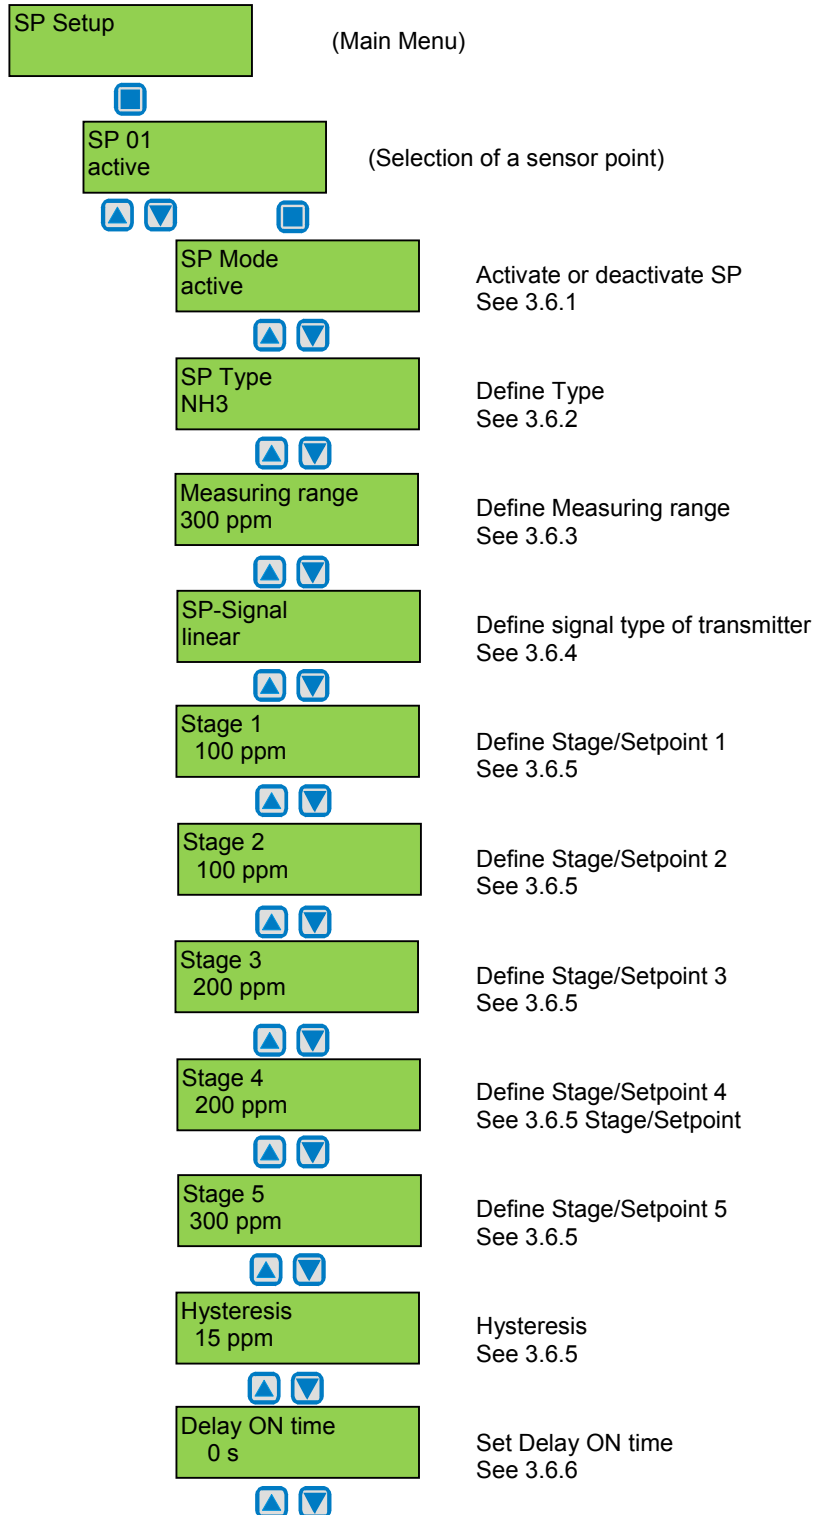 SP Setup
(Main Menu)
SP 01
active
(Selection of a sensor point)
SP Mode
active
Activate or deactivate SP
See 3.6.1
SP Type
NH3
Define Type
See 3.6.2
Measuring range
300 ppm
Define Measuring range
See 3.6.3
SP-Signal
linear
Define signal type of transmitter
See 3.6.4
Stage 1
100 ppm
Define Stage/Setpoint 1
See 3.6.5
Stage 2
100 ppm
Define Stage/Setpoint 2
See 3.6.5
Stage 3
200 ppm
Define Stage/Setpoint 3
See 3.6.5
Stage 4
200 ppm
Define Stage/Setpoint 4
See 3.6.5 Stage/Setpoint
Stage 5
300 ppm
Define Stage/Setpoint 5
See 3.6.5
Hysteresis
15 ppm
Hysteresis
See 3.6.5
Delay ON time
0 s
Set Delay ON time
See 3.6.6